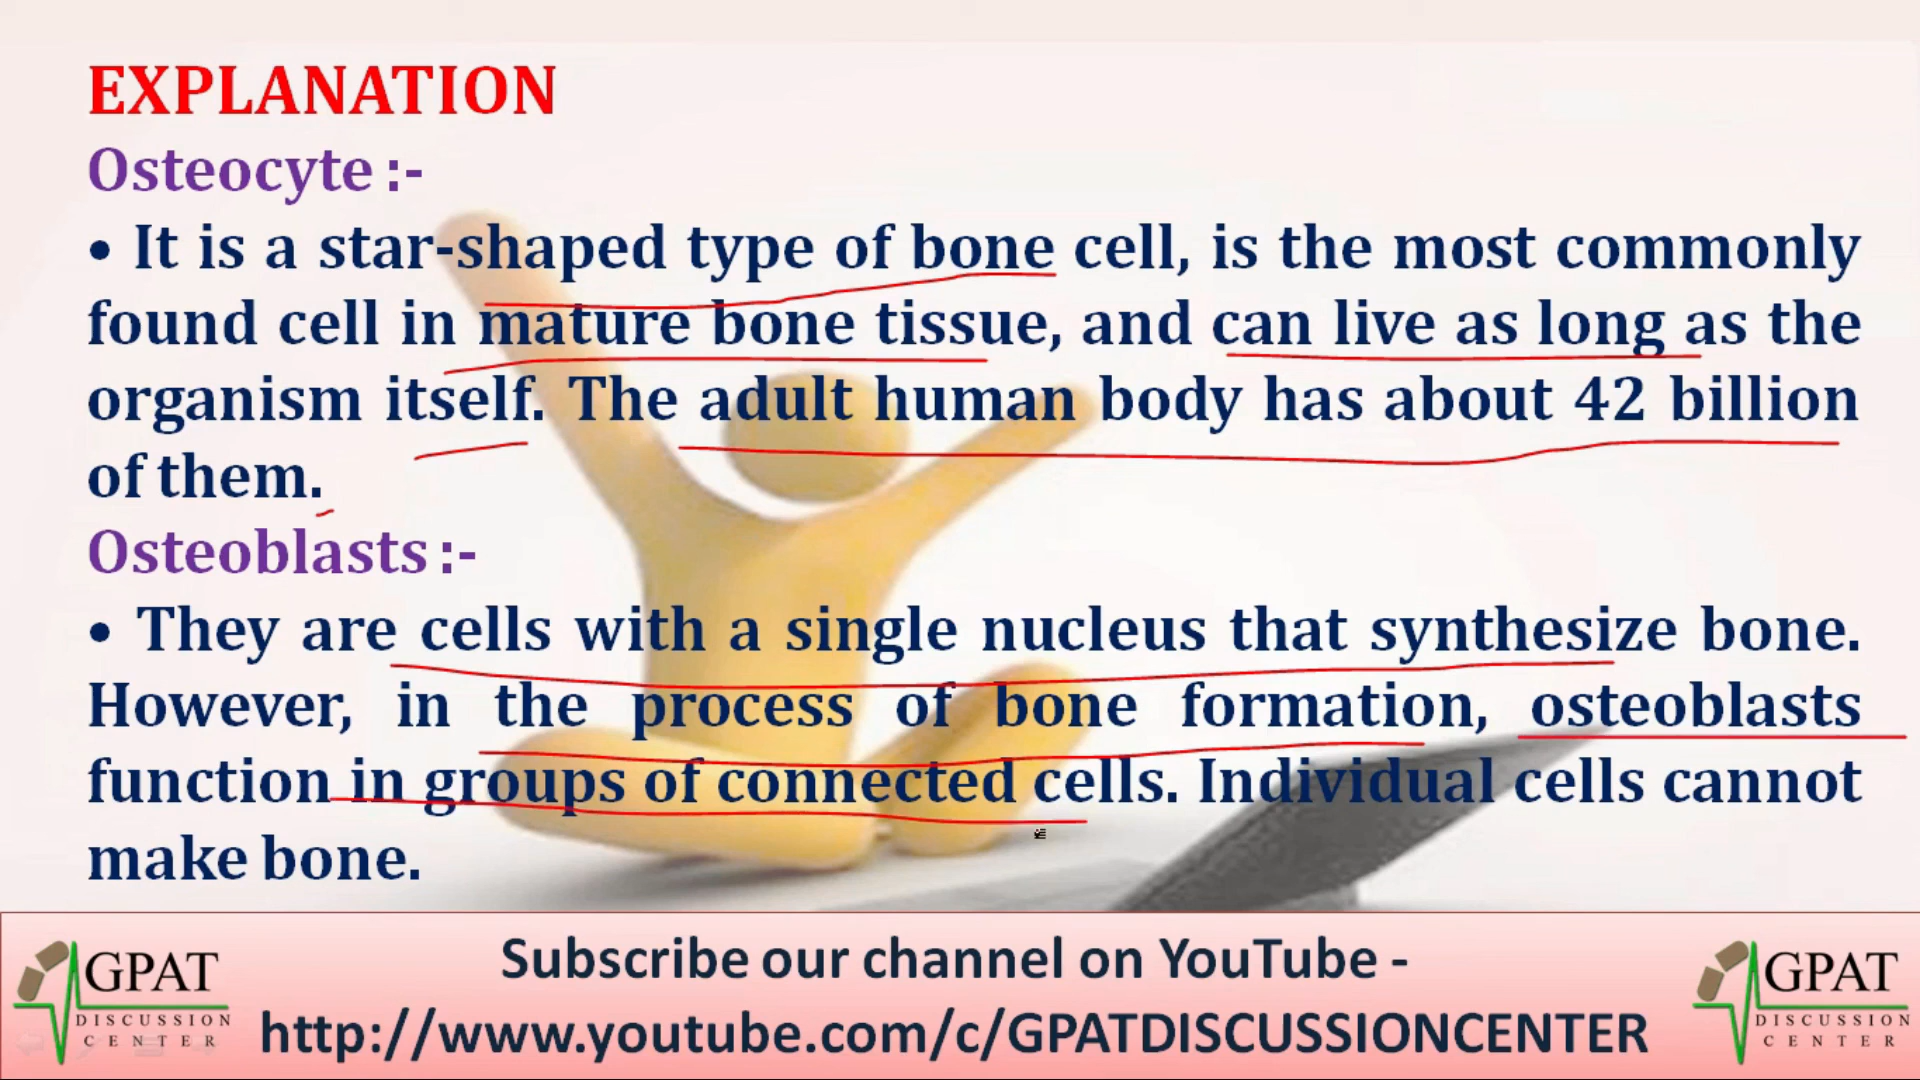 EXPLANATION
Osteocyte :-
• It is a star-shaped type of bone cell, is the most commonly
found cell in mature bone tissue, and can live as long as the
organism itself. The adult human body has about 42 billion
of them.
Osteoblasts :-
• They are cells with a single nucleus that synthesize bone.
However, in the process of bone formation, osteoblasts
function in groups of connected cells. Individual cells cannot
make bone.
Subscribe our channel on YouTube -
http://www.youtube.com/c/GPATDISCUSSIONCENTER
GPAT
DISCUSSION
CENTER
GPAT
DISCUSSION
CENTER